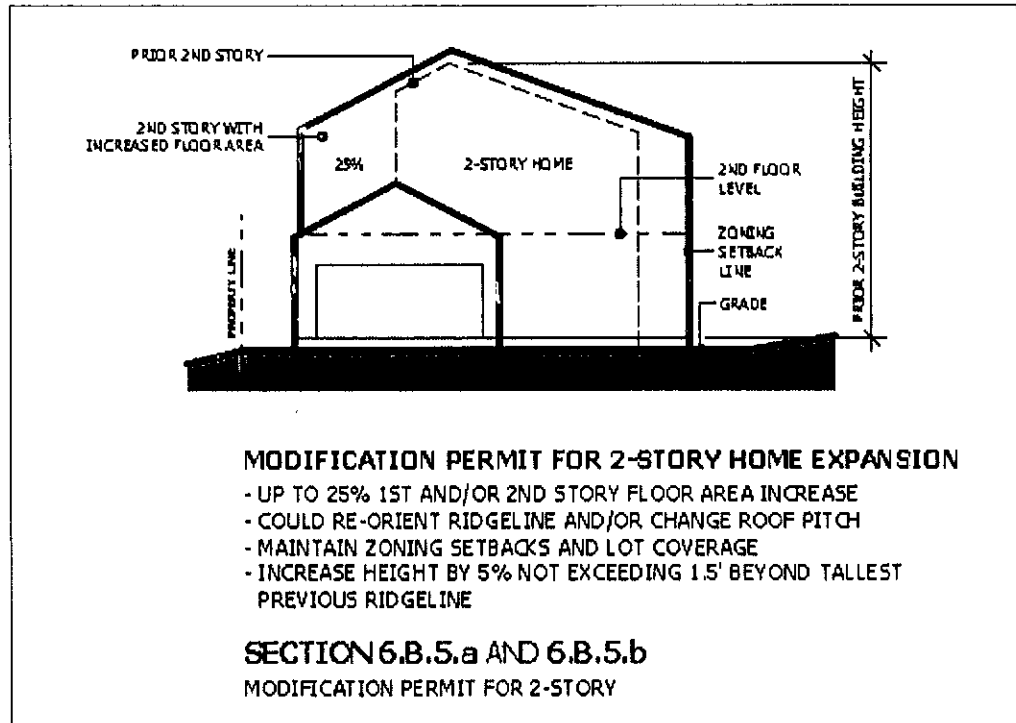 PRIOR 2ND STORY
2ND STORY WITH
INCREASED FLOOR AREA
25%
2-STORY HOME
2ND FLOOR
LEVEL
ZONING
SETBACK
LINE
GRADE
PROPERTY LINE
PRIOR 2-STORY BUILDING HEIGHT
MODIFICATION PERMIT FOR 2-STORY HOME EXPANSION
- UP TO 25% 1ST AND/OR 2ND STORY FLOOR AREA INCREASE
- COULD RE-ORIENT RIDGELINE AND/OR CHANGE ROOF PITCH
- MAINTAIN ZONING SETBACKS AND LOT COVERAGE
- INCREASE HEIGHT BY 5% NOT EXCEEDING 1.5' BEYOND TALLEST
PREVIOUS RIDGELINE
SECTION 6.B.5.a AND 6.B.5.b
MODIFICATION PERMIT FOR 2-STORY